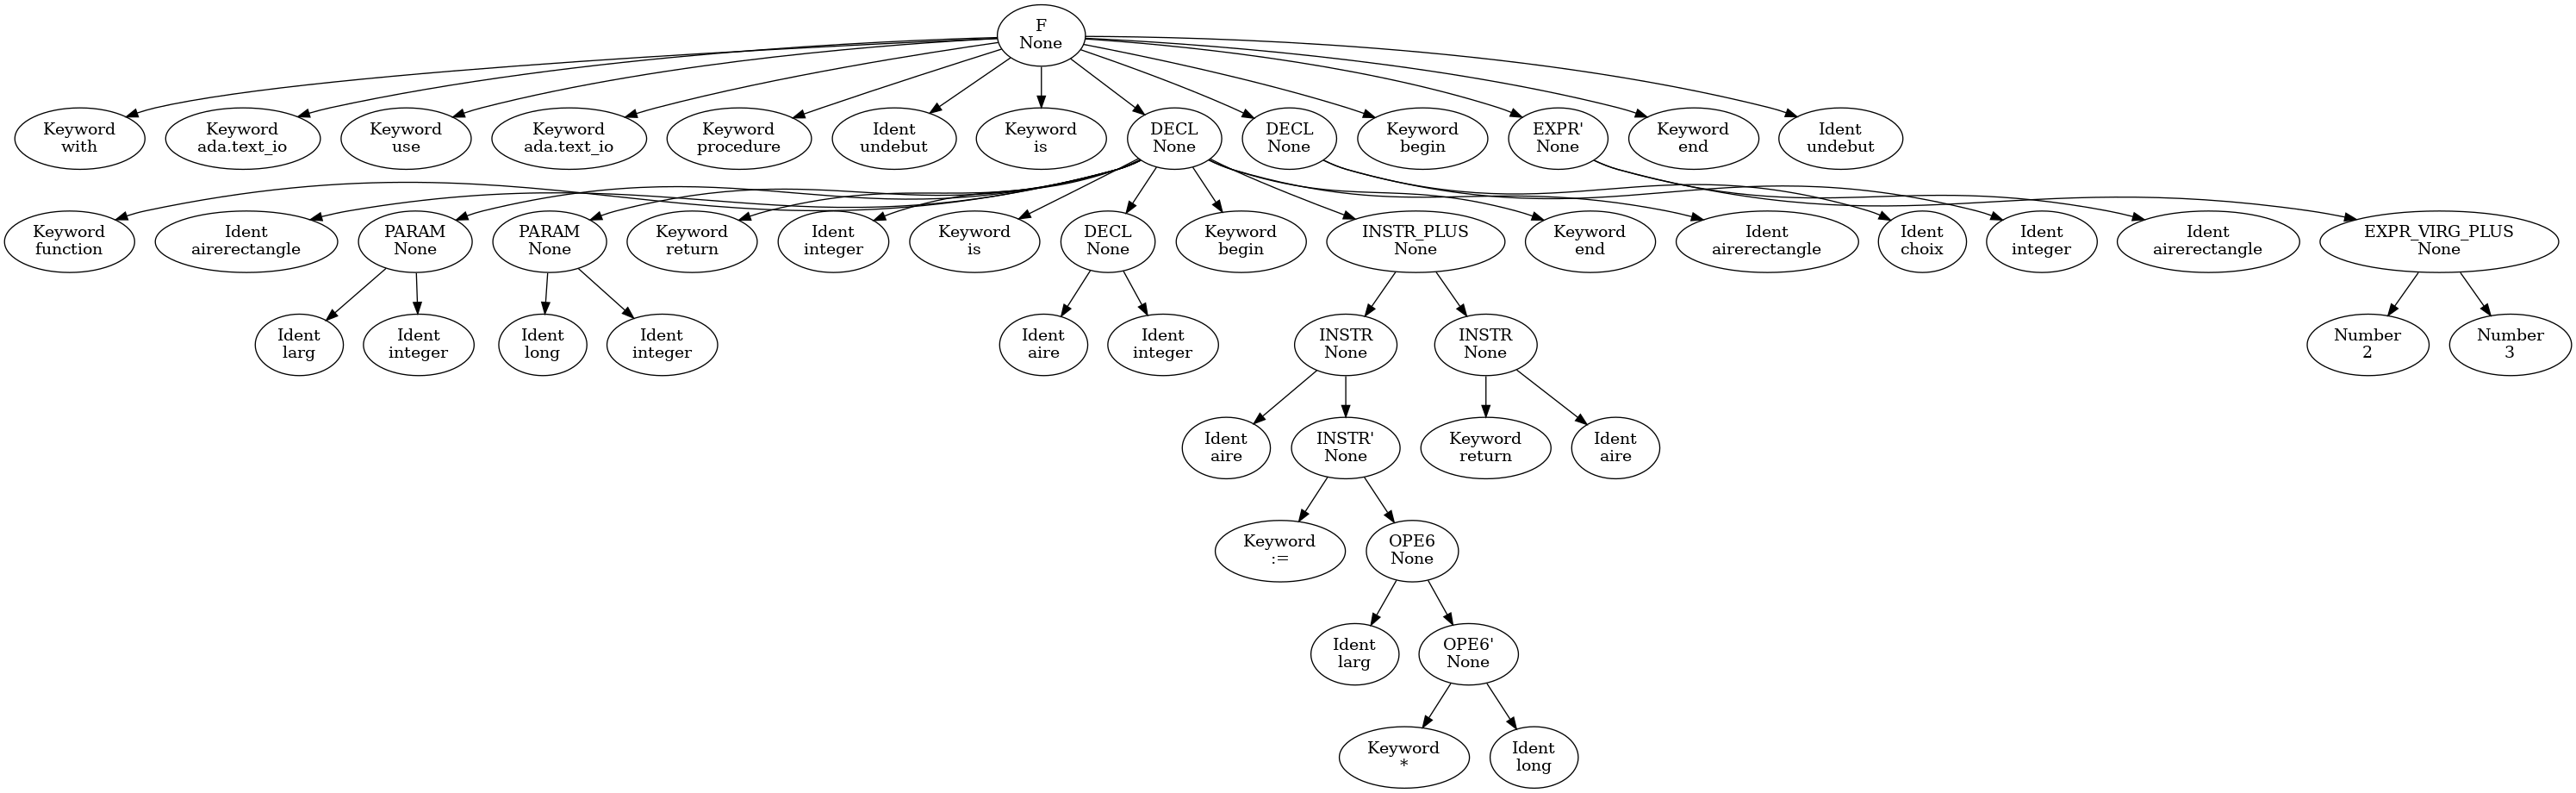 F
None
Keyword
with
Keyword
ada.text_io
Keyword
use
Keyword
ada.text_io
Keyword
procedure
Ident
undebut
Keyword
is
DECL
None
DECL
None
Keyword
begin
EXPR'
None
Keyword
end
Ident
undebut
Keyword
function
Ident
airerectangle
PARAM
None
PARAM
None
Keyword
return
Ident
integer
Keyword
is
DECL
None
Keyword
begin
INSTR_PLUS
None
Keyword
end
Ident
airerectangle
Ident
choix
Ident
integer
Ident
airerectangle
EXPR_VIRG_PLUS
None
Ident
larg
Ident
integer
Ident
long
Ident
integer
Ident
aire
Ident
integer
INSTR
None
INSTR
None
Number
2
Number
3
Ident
aire
INSTR'
None
Keyword
return
Ident
aire
Keyword
:=
OPE6
None
Ident
larg
OPE6'
None
Keyword
*
Ident
long